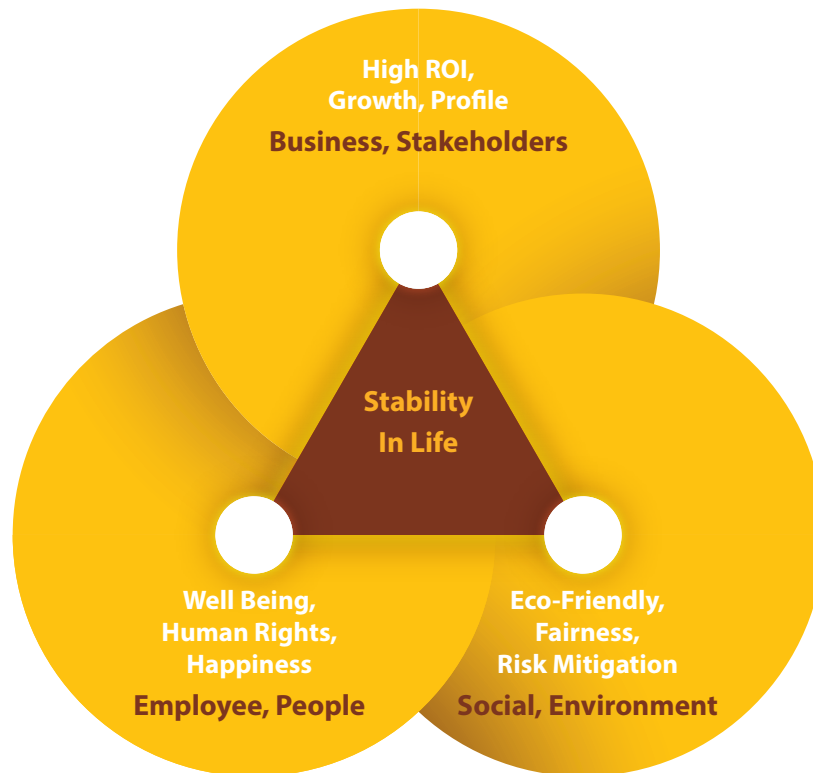 High ROI,
Growth, Profile
Business, Stakeholders
Stability
In Life
Well Being,
Human Rights,
Happiness
Employee, People
Eco-Friendly,
Fairness,
Risk Mitigation
Social, Environment